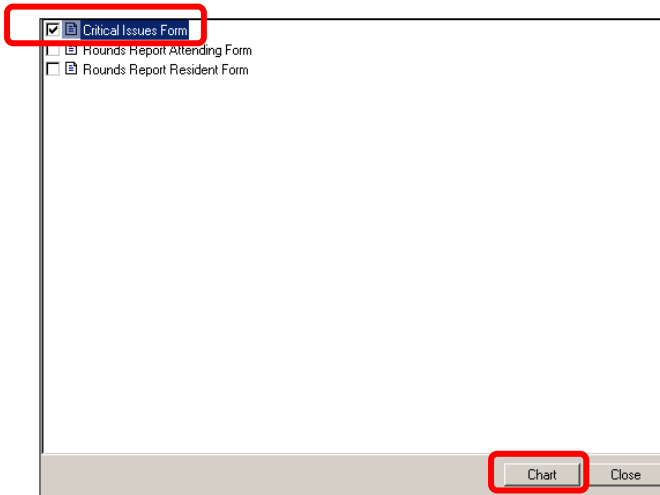 Critical Issues Form
Rounds Report Attending Form
Rounds Report Resident Form
Chart Close